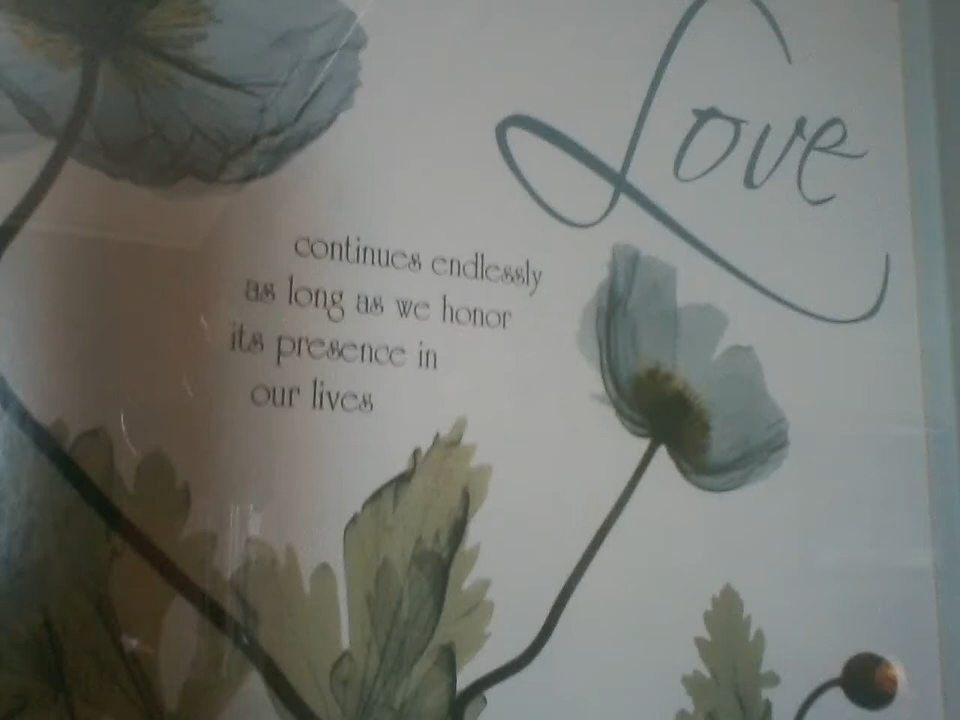 Love
continues endlessly
as long as we honor
its presence in
our lives